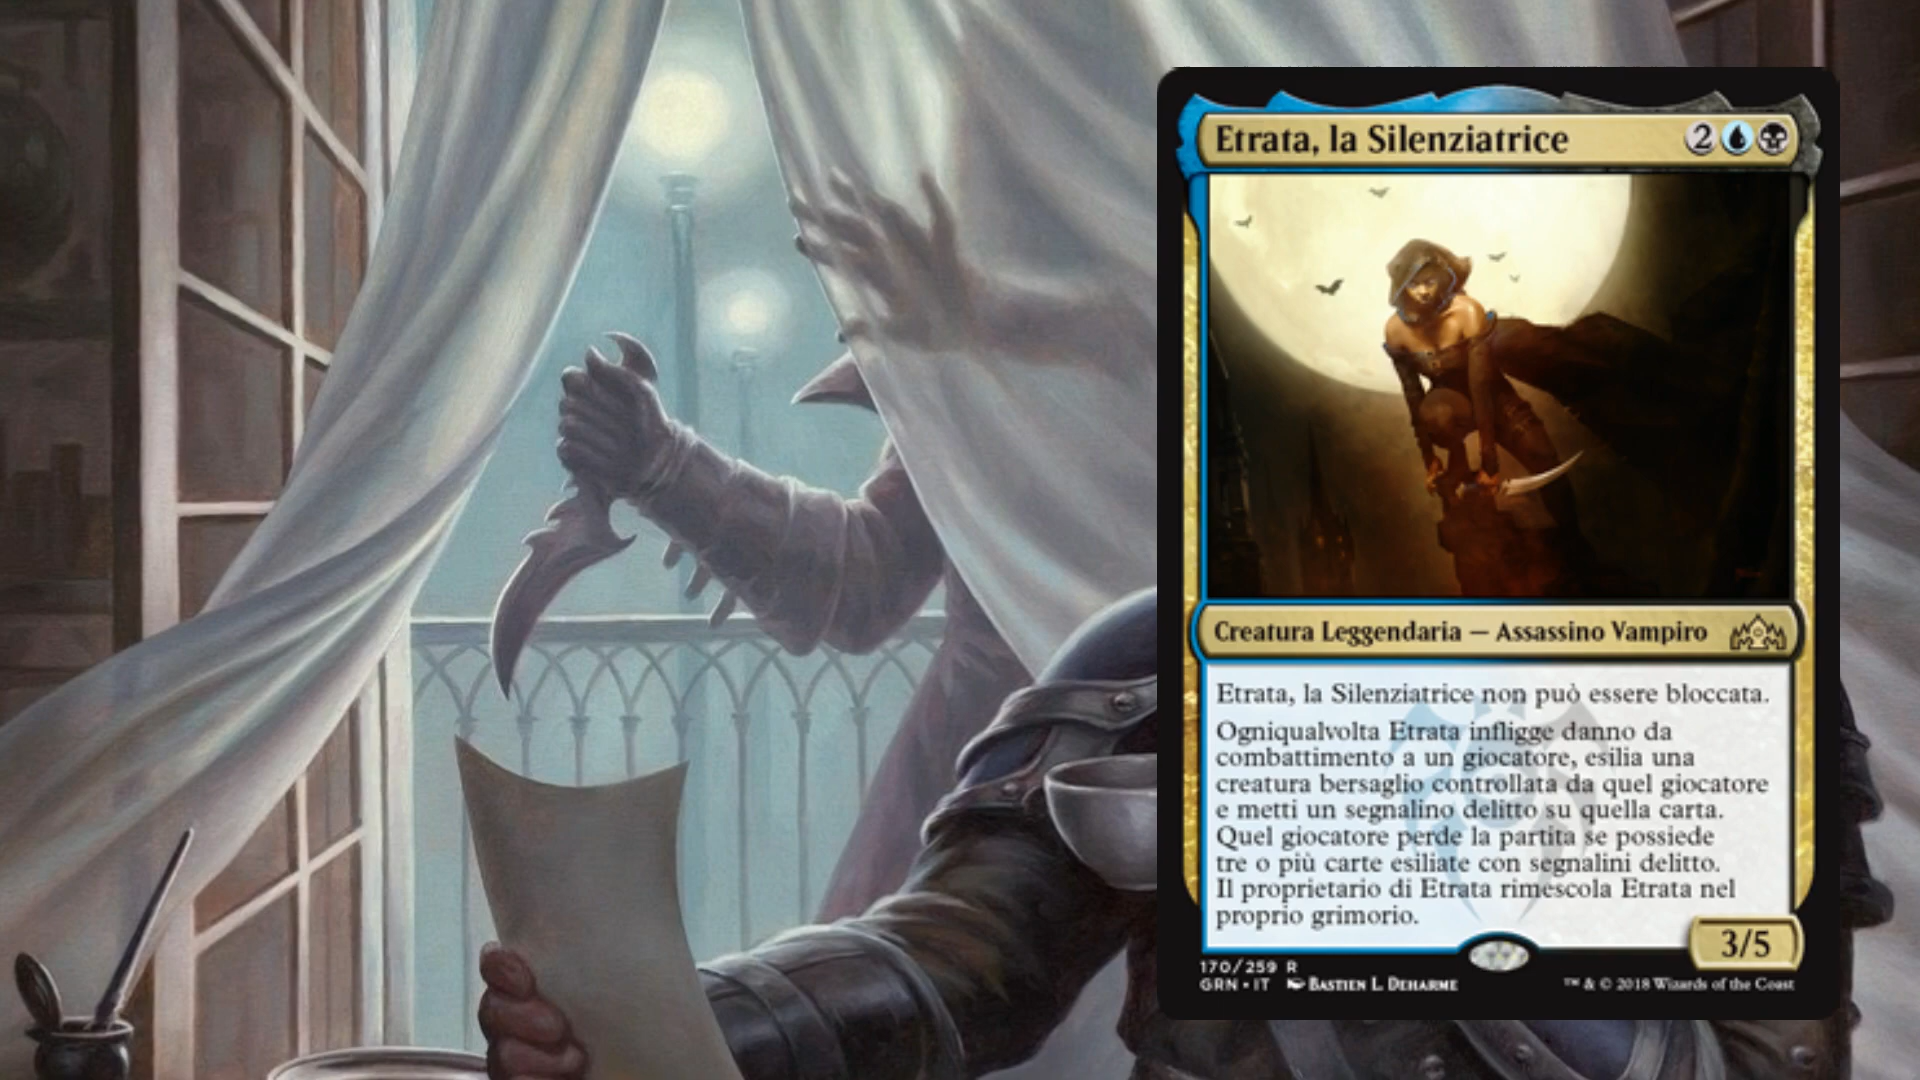 Etrata, la Silenziatrice 2
Creatura Leggendaria — Assassino Vampiro
Etrata, la Silenziatrice non può essere bloccata.
Ogniqualvolta Etrata infligge danno da
combattimento a un giocatore, esilia una
creatura bersaglio controllata da quel giocatore
e metti un segnalino delitto su quella carta.
Quel giocatore perde la partita se possiede
tre o più carte esiliate con segnalini delitto.
Il proprietario di Etrata rimescola Etrata nel
proprio grimorio.
3/5
170/259 R
GRN • IT BASTIEN L. DEHARME
™ & © 2018 Wizards of the Coast